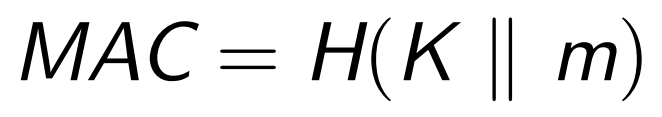 MAC = H(K ∥ m)